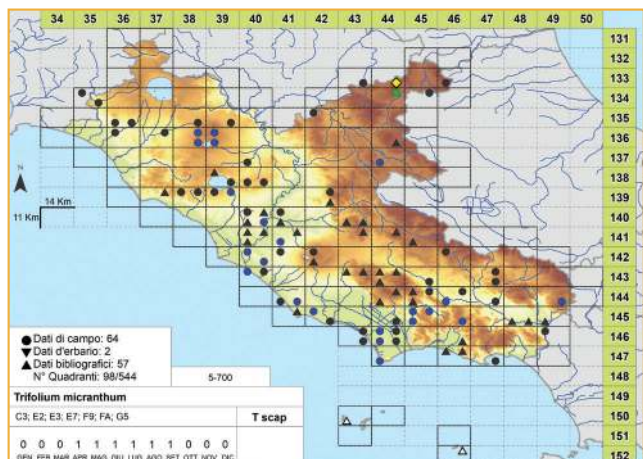 34 35 36 37 38 39 40 41 42 43 44 45 46 47 48 49 50
131
132
133
134
135
136
137
138
139
140
141
142
143
144
145
146
147
148
149
150
151
152
N
14 Km
11 Km
Dati di campo: 64
Dati d'erbario: 2
Dati bibliografici: 57
N° Quadranti: 98/544
5-700
Trifolium micranthum
C3; E2; E3; E7; F9; FA; G5
T scap
0 0 0 1 1 1 1 1 1 0 0 0
GEN FEB MAR APR MAG GIU LUG AGO SET OTT NOV DIC